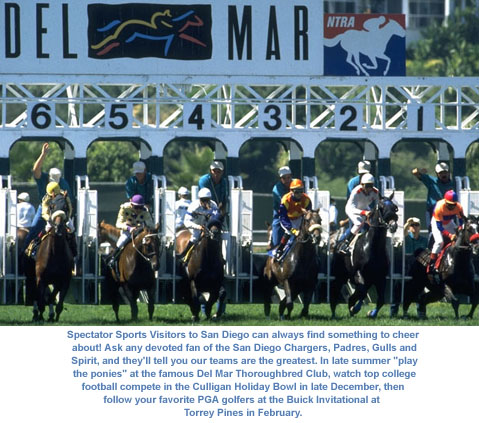 DEL MAR
NTRA
6 5 4 3 2 1
Spectator Sports Visitors to San Diego can always find something to cheer
about! Ask any devoted fan of the San Diego Chargers, Padres, Gulls and
Spirit, and they'll tell you our teams are the greatest. In late summer "play
the ponies" at the famous Del Mar Thoroughbred Club, watch top college
football compete in the Culligan Holiday Bowl in late December, then
follow your favorite PGA golfers at the Buick Invitational at
Torrey Pines in February.